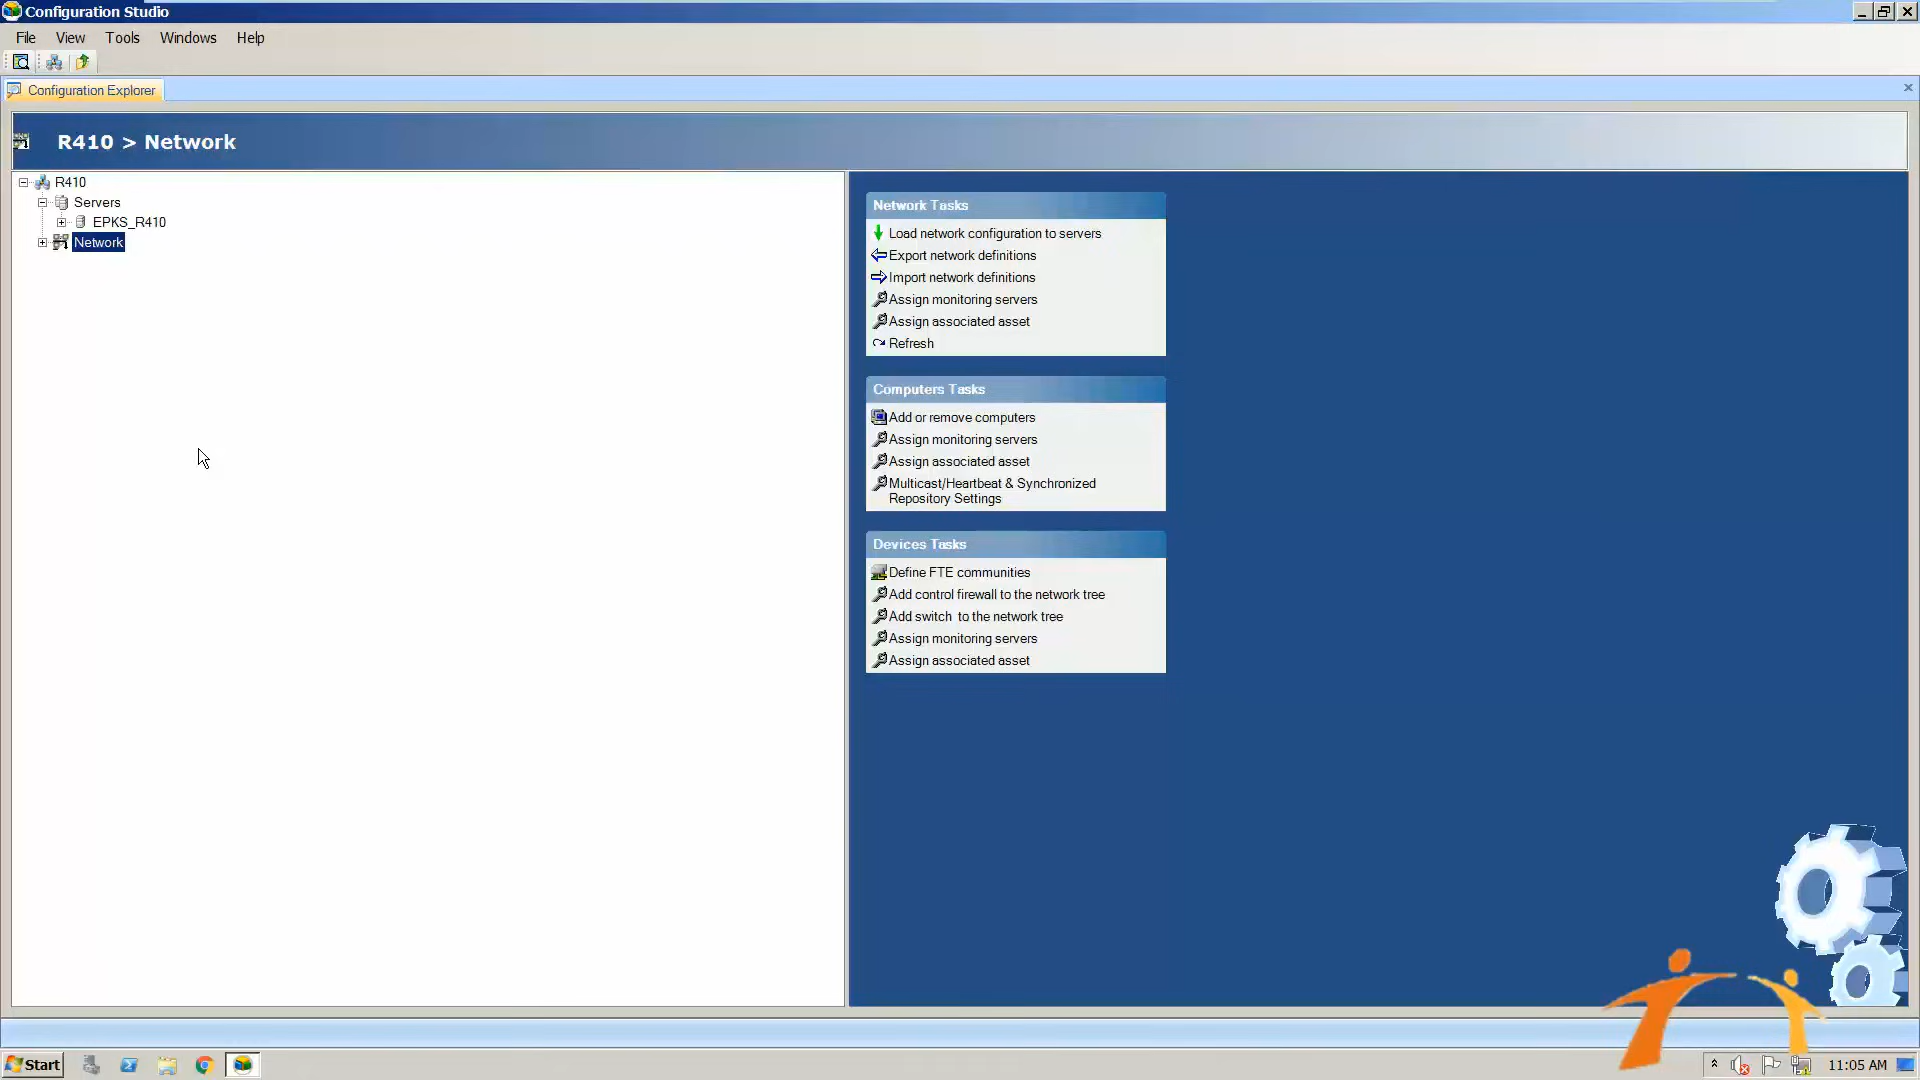 Configuration Studio
File View Tools Windows Help
Configuration Explorer
R410 > Network
R410
Servers
EPKS_R410
Network
Network Tasks
Load network configuration to servers
Export network definitions
Import network definitions
Assign monitoring servers
Assign associated asset
Refresh
Computers Tasks
Add or remove computers
Assign monitoring servers
Assign associated asset
Multicast/Heartbeat & Synchronized
Repository Settings
Devices Tasks
Define FTE communities
Add control firewall to the network tree
Add switch to the network tree
Assign monitoring servers
Assign associated asset
Start
11:05 AM